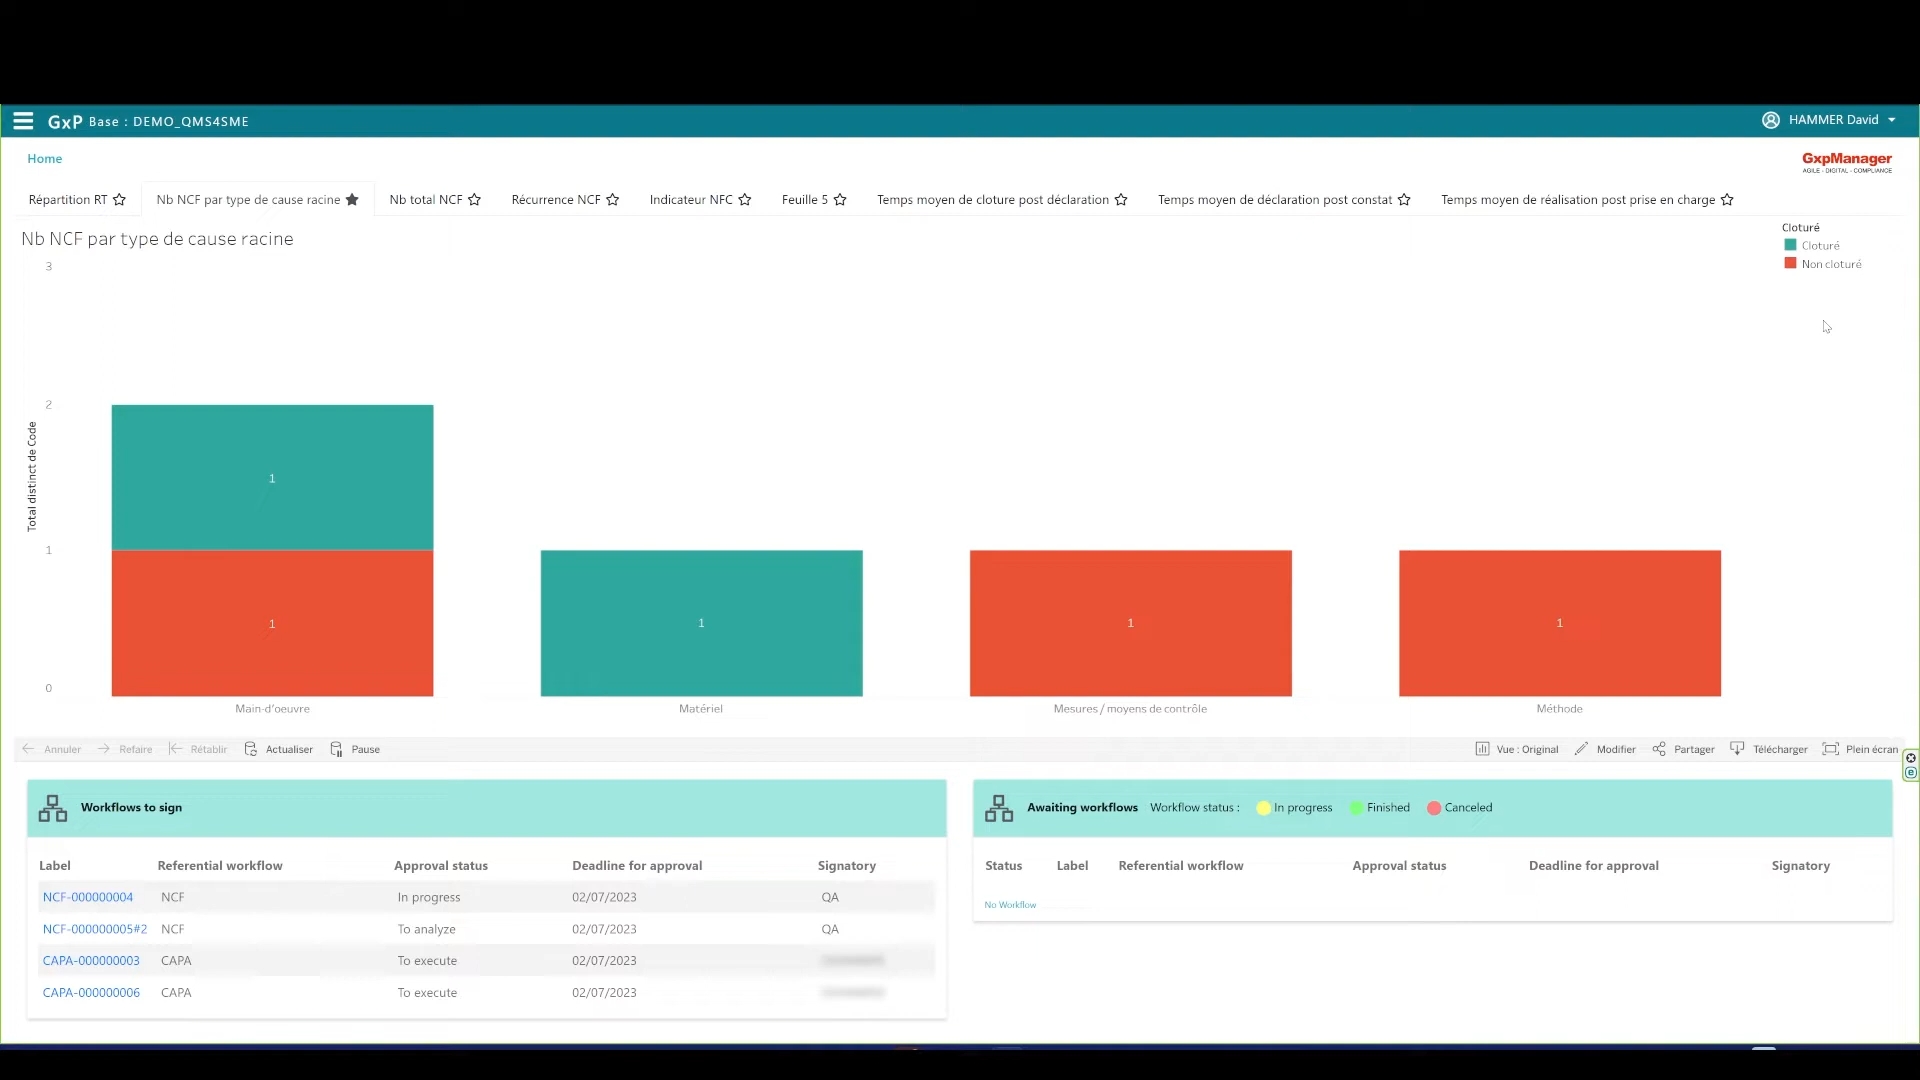 GxP Base : DEMO_QMS4SME
HAMMER David
Home
GxpManager
AGILE - DIGITAL - COMPLIANCE
Répartition RT
Nb NCF par type de cause racine
Nb total NCF
Récurrence NCF
Indicateur NFC
Feuille 5
Temps moyen de cloture post déclaration
Temps moyen de déclaration post constat
Temps moyen de réalisation post prise en charge
Nb NCF par type de cause racine
Cloturé
Cloturé
Non cloturé
3
2
1
0
Total distinct de Code
1
1
1
1
1
Main-d'oeuvre
Matériel
Mesures / moyens de contrôle
Méthode
Annuler
Refaire
Rétablir
Actualiser
Pause
Vue : Original
Modifier
Partager
Télécharger
Plein écran
Workflows to sign
Label Referential workflow Approval status Deadline for approval Signatory
NCF-000000004 NCF In progress 02/07/2023 QA
NCF-000000005#2 NCF To analyze 02/07/2023 QA
CAPA-000000003 CAPA To execute 02/07/2023
CAPA-000000006 CAPA To execute 02/07/2023
Awaiting workflows Workflow status : In progress Finished Canceled
Status Label Referential workflow Approval status Deadline for approval Signatory
No Workflow